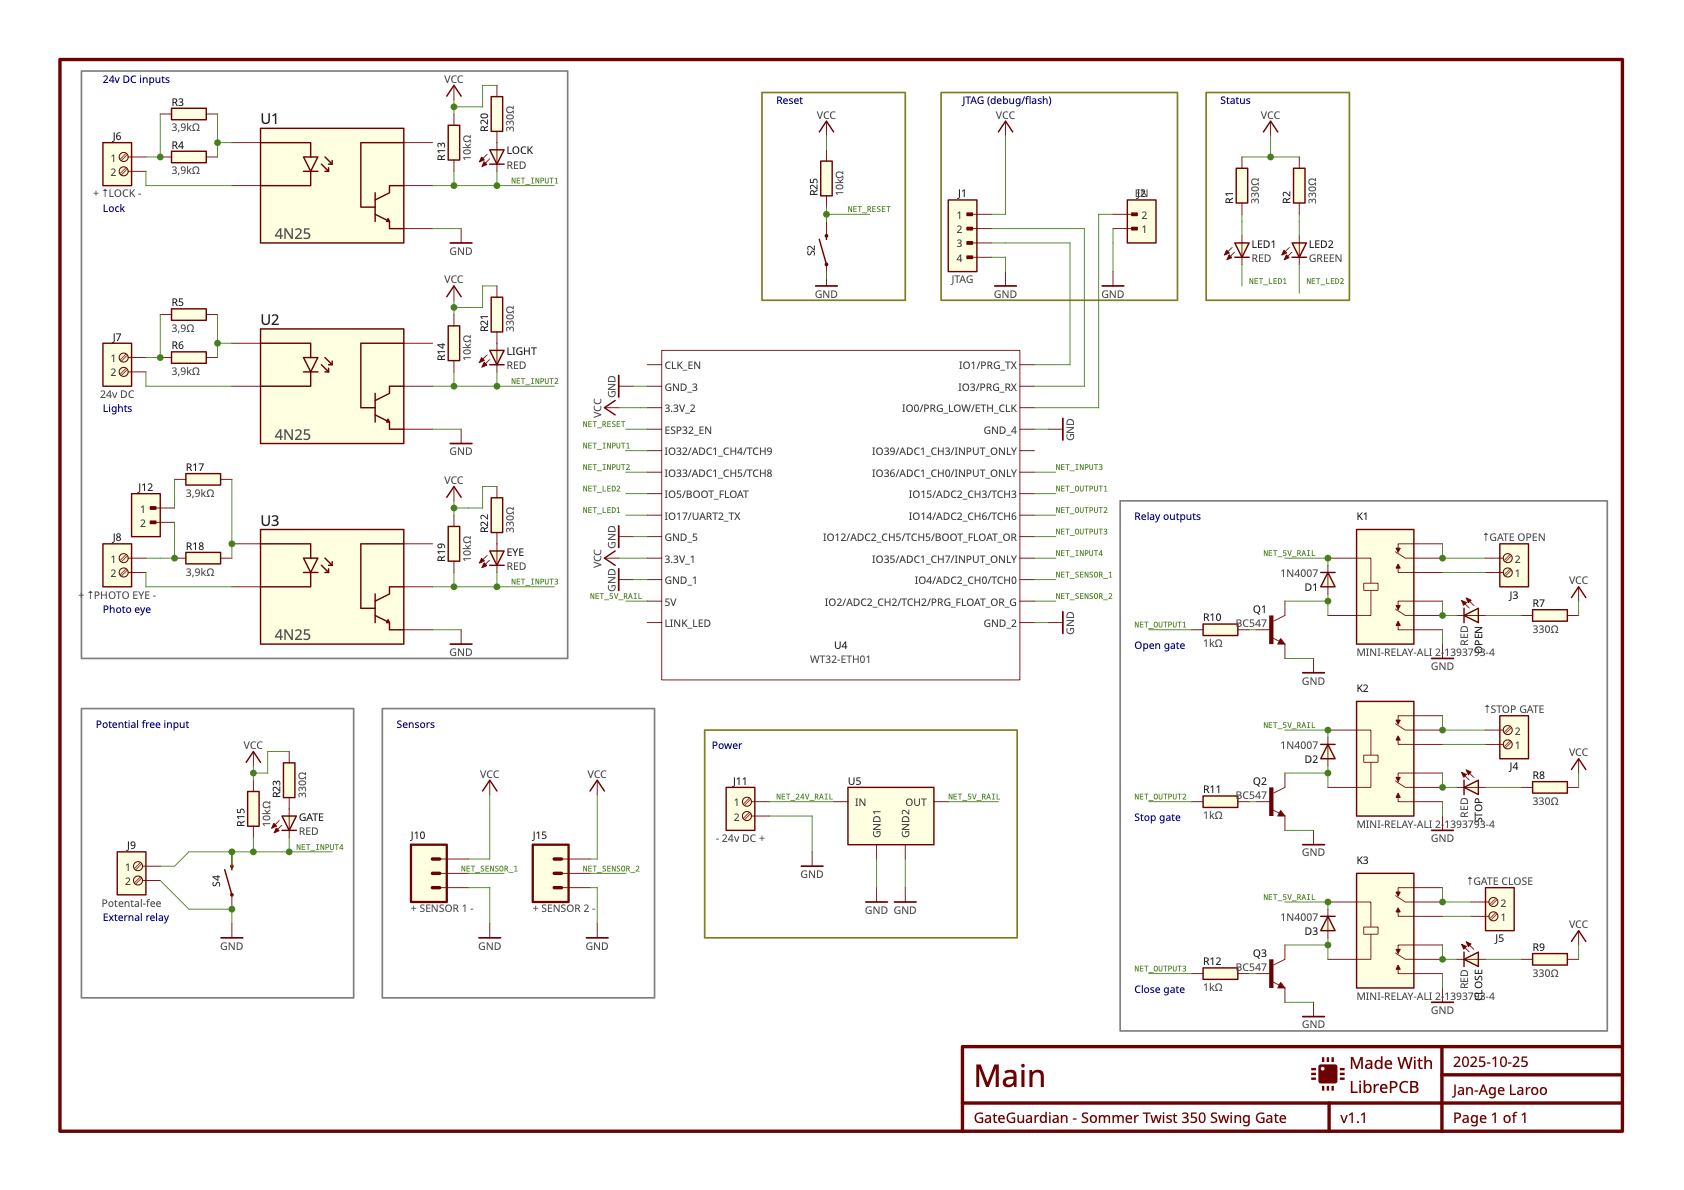 24v DC inputs
J6
1
2
+ ↑LOCK -
Lock
R3
3,9kΩ
R4
3,9kΩ
U1
4N25
VCC
R13
10kΩ
R20
330Ω
LOCK
RED
NET_INPUT1
GND
J7
1
2
24v DC
Lights
R5
3,9Ω
R6
3,9kΩ
U2
4N25
VCC
R14
10kΩ
R21
330Ω
LIGHT
RED
NET_INPUT2
GND
J12
1
2
J8
1
2
+ ↑PHOTO EYE -
Photo eye
R17
3,9kΩ
R18
3,9kΩ
U3
4N25
VCC
R19
10kΩ
R22
330Ω
EYE
RED
NET_INPUT3
GND
Reset
VCC
R25
10kΩ
NET_RESET
S2
GND
JTAG (debug/flash)
VCC
J1
1
2
3
4
JTAG
GND
2
1
GND
Status
VCC
R1
330Ω
R2
330Ω
LED1
RED
LED2
GREEN
NET_LED1
NET_LED2
CLK_EN
GND_3
3.3V_2
ESP32_EN
IO32/ADC1_CH4/TCH9
IO33/ADC1_CH5/TCH8
IO5/BOOT_FLOAT
IO17/UART2_TX
GND_5
3.3V_1
GND_1
5V
LINK_LED
GND
VCC
NET_RESET
NET_INPUT1
NET_INPUT2
NET_LED2
NET_LED1
GND
VCC
GND
NET_5V_RAIL
IO1/PRG_TX
IO3/PRG_RX
IO0/PRG_LOW/ETH_CLK
GND_4
IO39/ADC1_CH3/INPUT_ONLY
IO36/ADC1_CH0/INPUT_ONLY
IO15/ADC2_CH3/TCH3
IO14/ADC2_CH6/TCH6
IO12/ADC2_CH5/TCH5/BOOT_FLOAT_OR
IO35/ADC1_CH7/INPUT_ONLY
IO4/ADC2_CH0/TCH0
IO2/ADC2_CH2/TCH2/PRG_FLOAT_OR_G
GND_2
GND
NET_INPUT3
NET_OUTPUT1
NET_OUTPUT2
NET_OUTPUT3
NET_INPUT4
NET_SENSOR_1
NET_SENSOR_2
GND
U4
WT32-ETH01
Relay outputs
K1
NET_5V_RAIL
1N4007
D1
Q1
BC547
NET_OUTPUT1
R10
1kΩ
Open gate
GND
MINI-RELAY-ALI 2-1393793-4
GND
↑GATE OPEN
2
1
J3
RED
OPEN
R7
330Ω
VCC
K2
NET_5V_RAIL
1N4007
D2
Q2
BC547
NET_OUTPUT2
R11
1kΩ
Stop gate
GND
MINI-RELAY-ALI 2-1393793-4
GND
↑STOP GATE
2
1
J4
RED
STOP
R8
330Ω
VCC
K3
NET_5V_RAIL
1N4007
D3
Q3
BC547
NET_OUTPUT3
R12
1kΩ
Close gate
GND
MINI-RELAY-ALI 2-1393793-4
GND
↑GATE CLOSE
2
1
J5
RED
CLOSE
R9
330Ω
VCC
Potential free input
VCC
R15
10kΩ
R23
330Ω
GATE
RED
NET_INPUT4
J9
1
2
Potental-fee
External relay
S4
GND
Sensors
VCC
J10
NET_SENSOR_1
+ SENSOR 1 -
GND
VCC
J15
NET_SENSOR_2
+ SENSOR 2 -
GND
Power
J11
1
2
- 24v DC +
NET_24V_RAIL
GND
U5
IN
OUT
GND1
GND2
NET_5V_RAIL
GND
GND
Main
Made With
LibrePCB
2025-10-25
Jan-Age Laroo
GateGuardian - Sommer Twist 350 Swing Gate
v1.1
Page 1 of 1